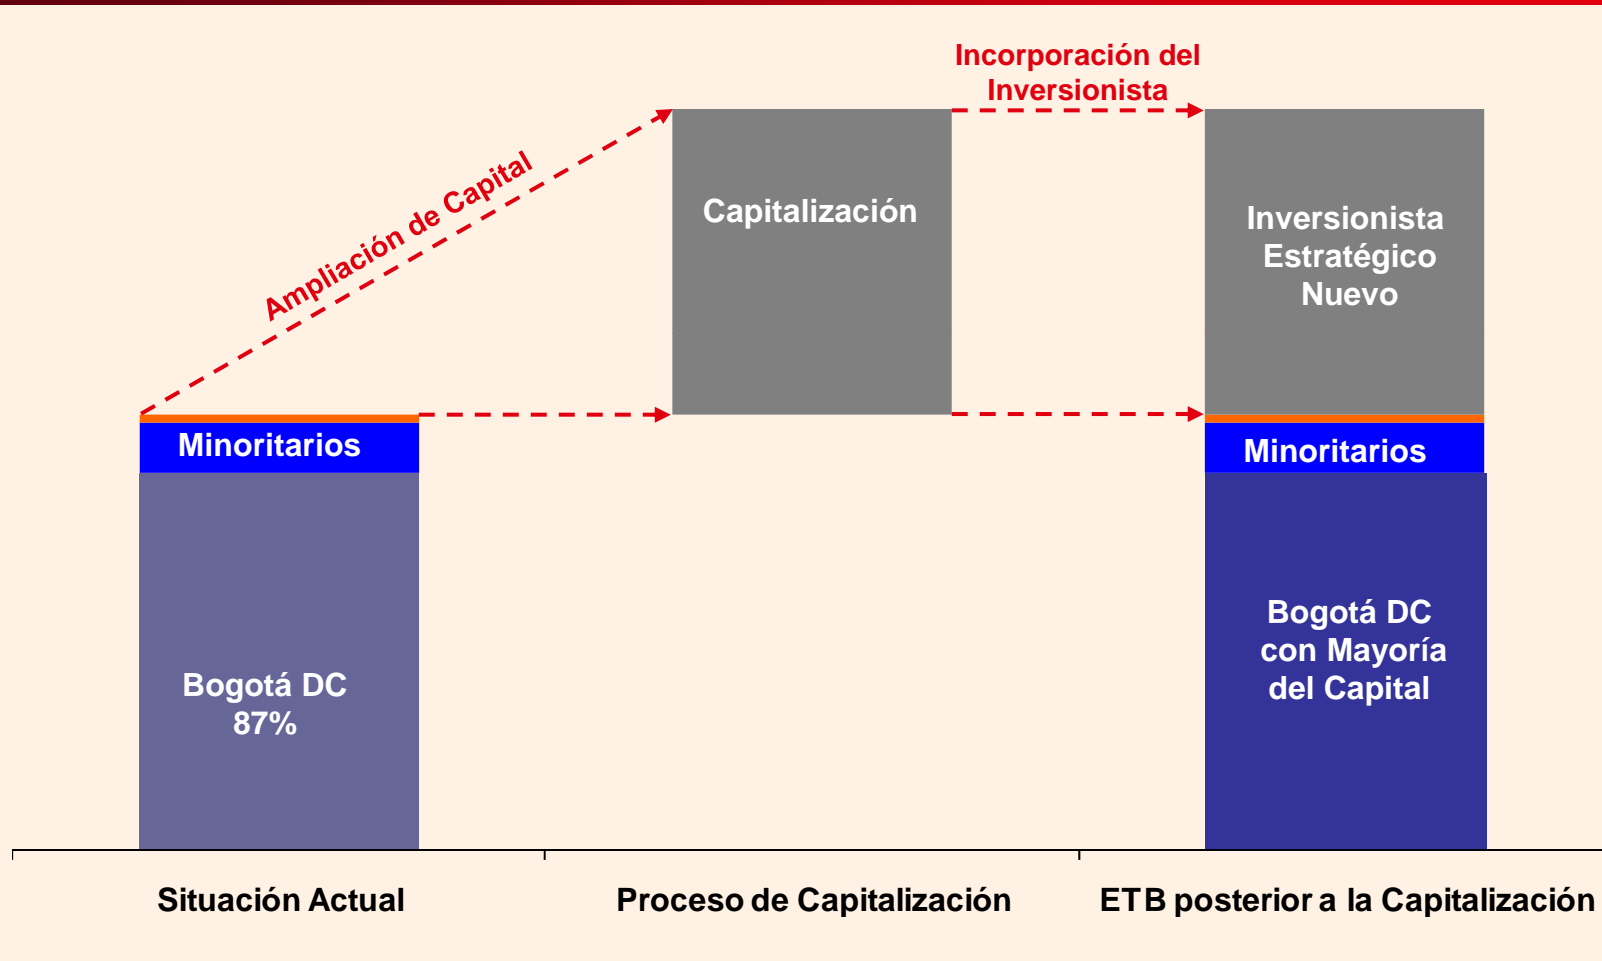 Incorporación del
Inversionista
Ampliación de Capital
Capitalización
Inversionista
Estratégico
Nuevo
Minoritarios
Minoritarios
Bogotá DC
87%
Bogotá DC
con Mayoría
del Capital
Situación Actual
Proceso de Capitalización
ETB posterior a la Capitalización